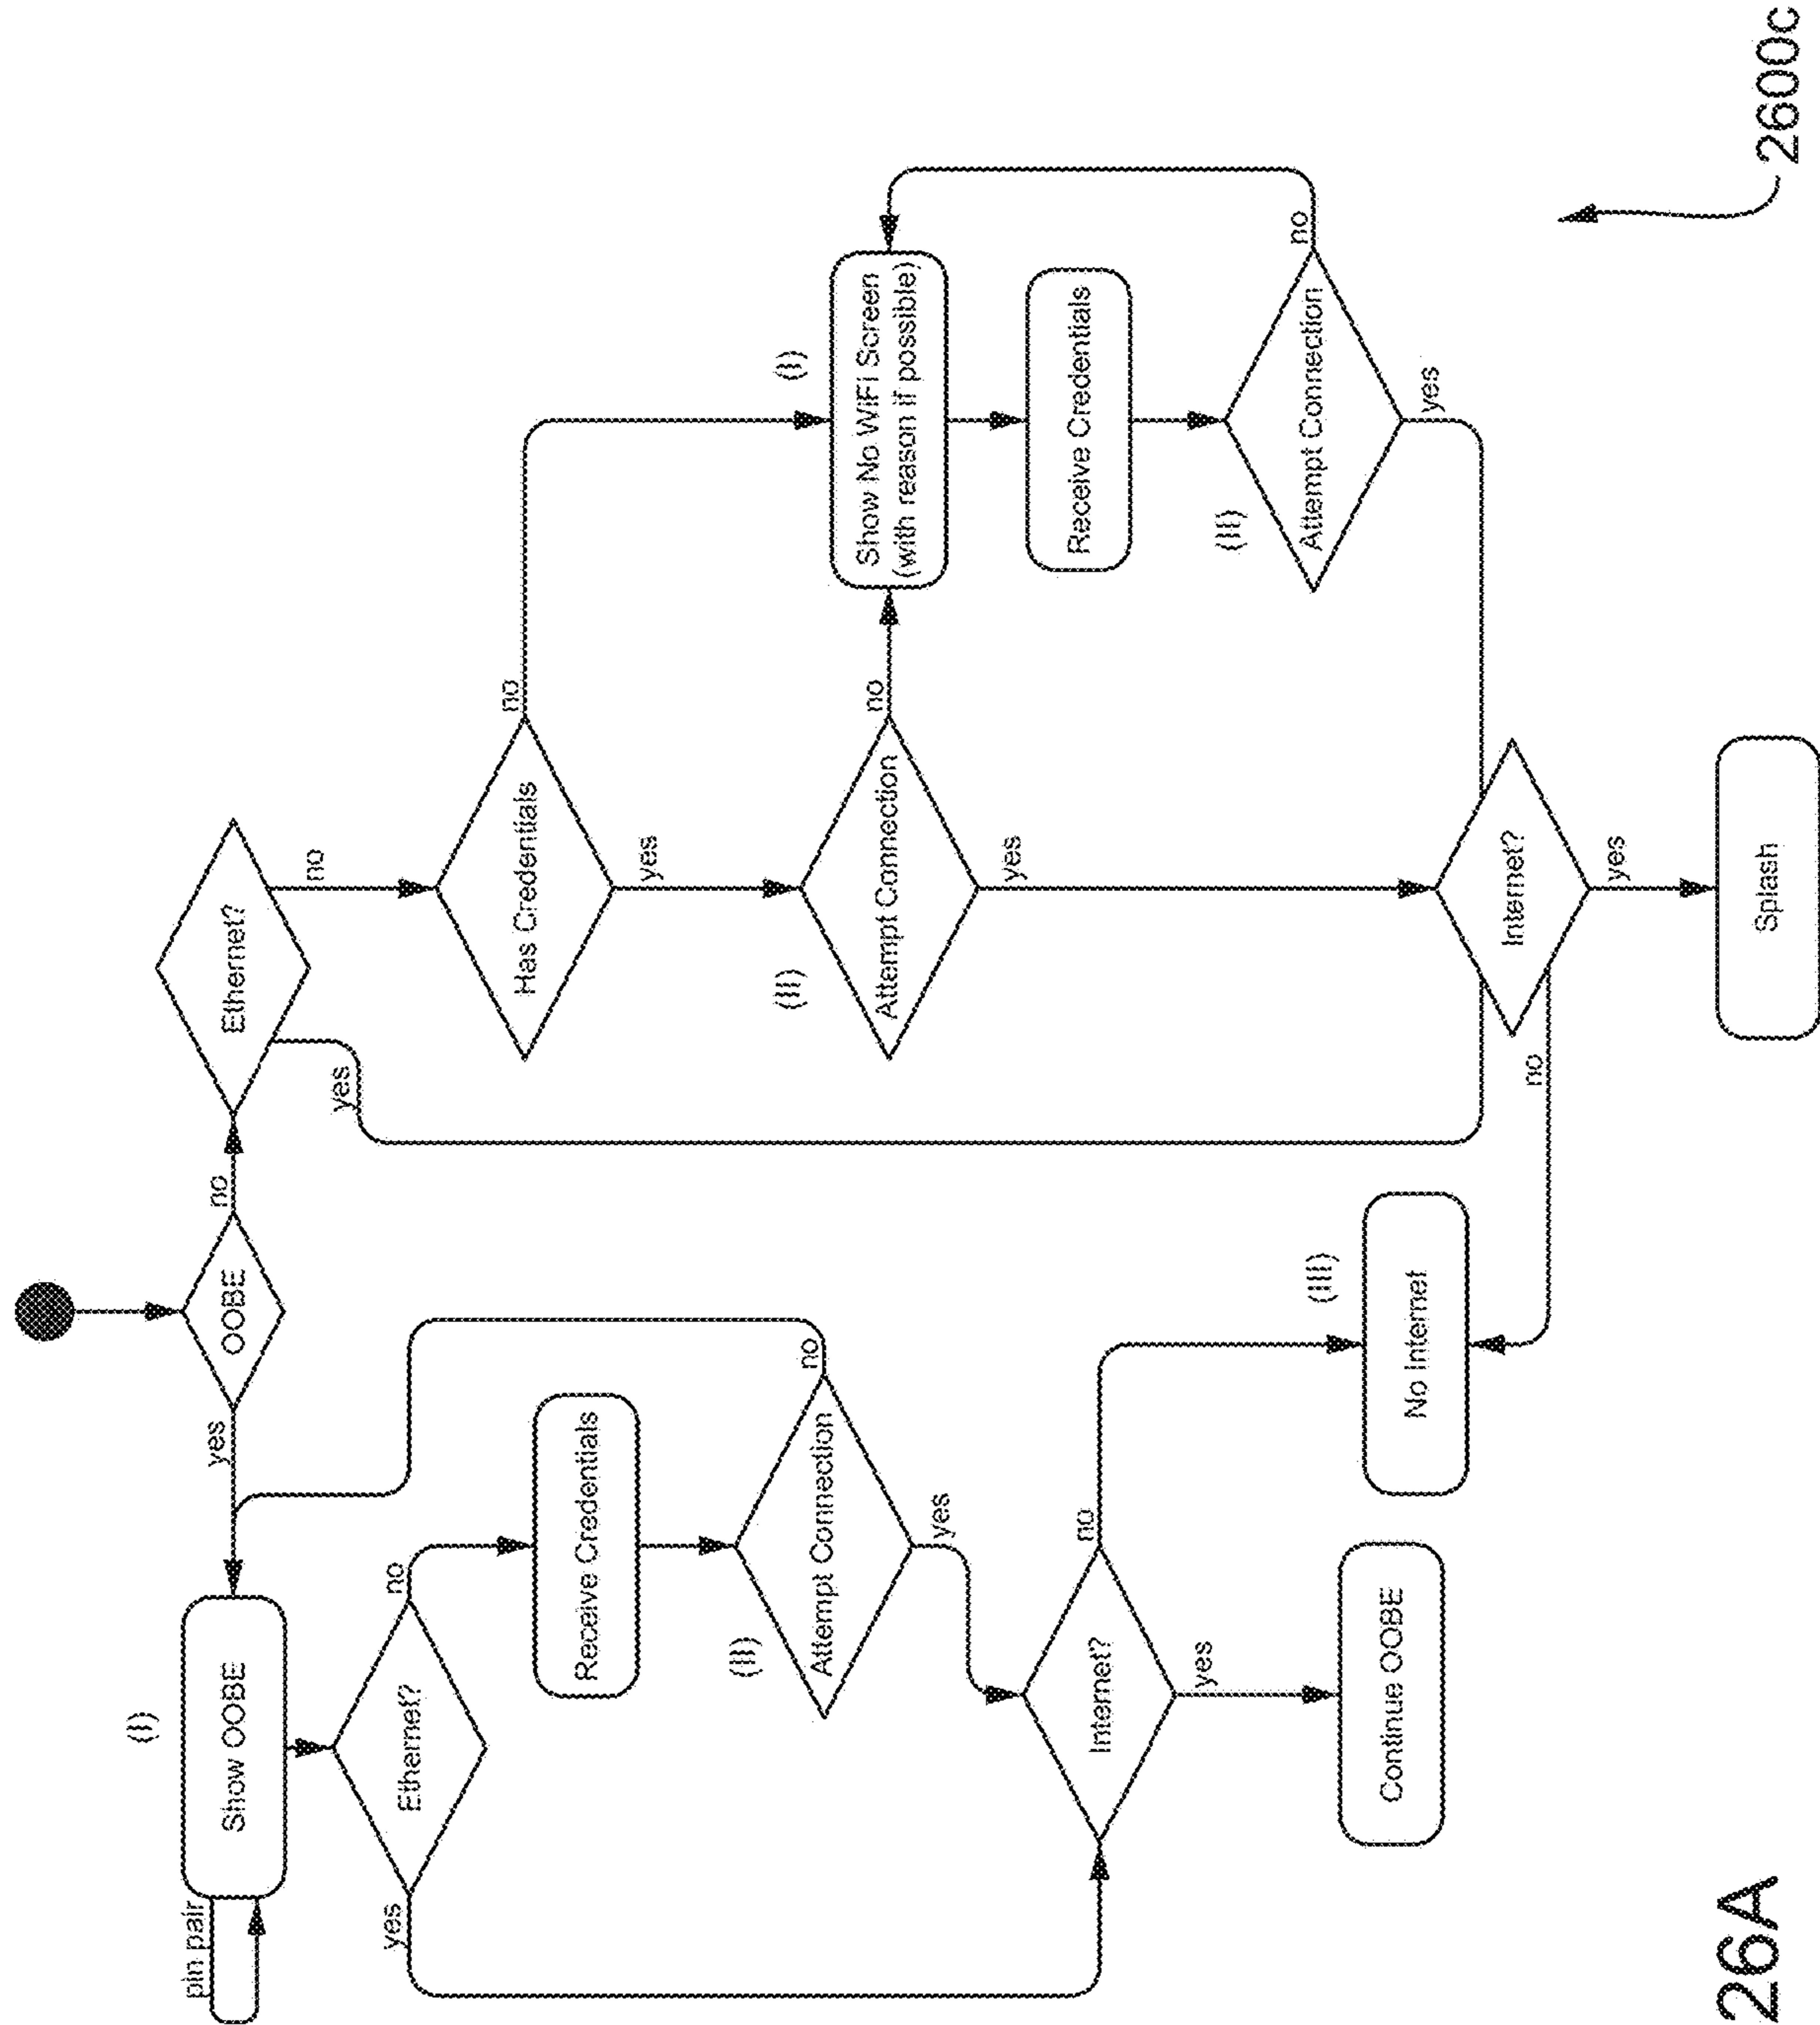 OOBE
yes
no
(I)
Show OOBE
pin pair
Ethernet?
yes
no
Receive Credentials
(II)
Attempt Connection
no
yes
Internet?
no
yes
Continue OOBE
(III)
No Internet
Ethernet?
yes
no
Has Credentials
no
yes
(II)
Attempt Connection
no
yes
(I)
Show No WiFi Screen
(with reason if possible)
Receive Credentials
(II)
Attempt Connection
no
yes
Internet?
no
yes
Splash
26A
2600c